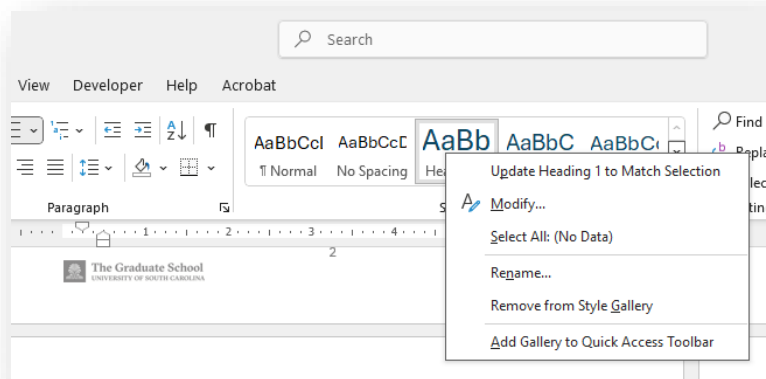 Search
View Developer Help Acrobat
AaBbCcl AaBbCcD AaBb AaBbC AaBbC
Find
¶ Normal No Spacing
Update Heading 1 to Match Selection
Modify...
Select All: (No Data)
Rename...
Remove from Style Gallery
Add Gallery to Quick Access Toolbar
Paragraph
1 2 3 4
2
The Graduate School
UNIVERSITY OF SOUTH CAROLINA